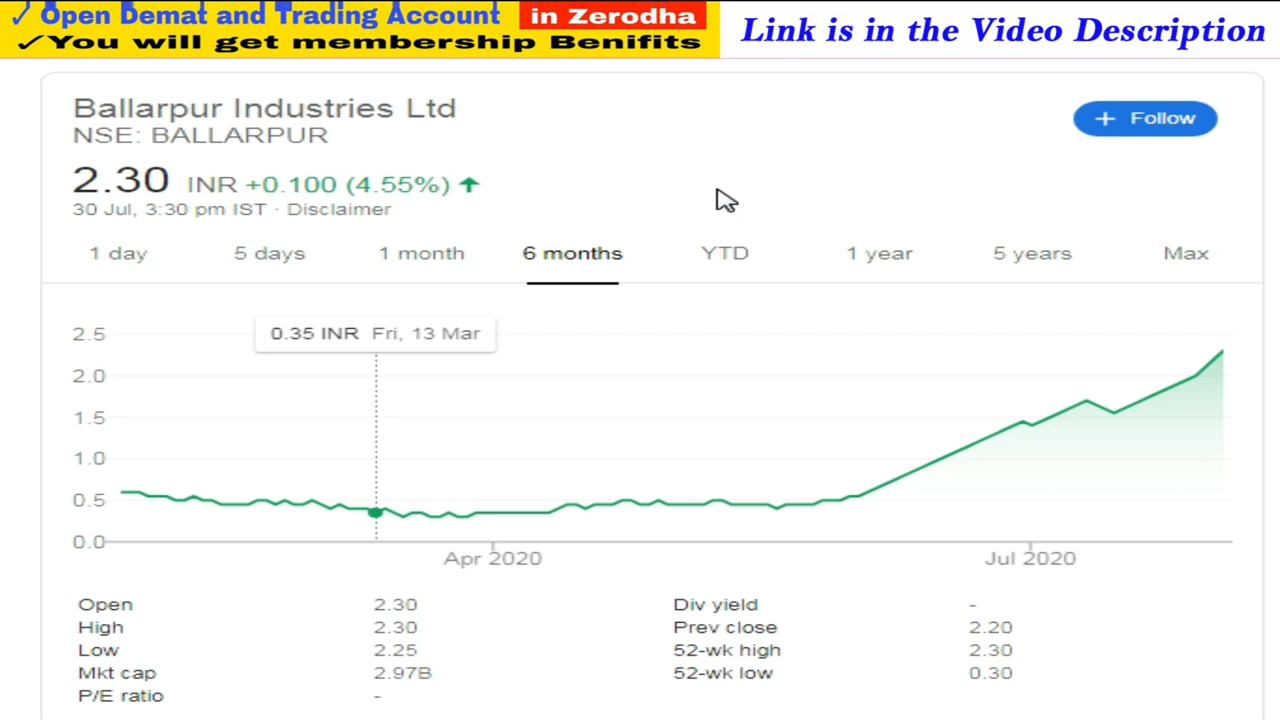 ✓ Open Demat and Trading Account in Zerodha
✓You will get membership Benifits
Link is in the Video Description
Ballarpur Industries Ltd
NSE: BALLARPUR
+ Follow
2.30 INR +0.100 (4.55%) ↑
30 Jul, 3:30 pm IST · Disclaimer
1 day 5 days 1 month 6 months YTD 1 year 5 years Max
0.35 INR Fri, 13 Mar
2.5
2.0
1.5
1.0
0.5
0.0
Apr 2020 Jul 2020
Open 2.30 Div yield -
High 2.30 Prev close 2.20
Low 2.25 52-wk high 2.30
Mkt cap 2.97B 52-wk low 0.30
P/E ratio -